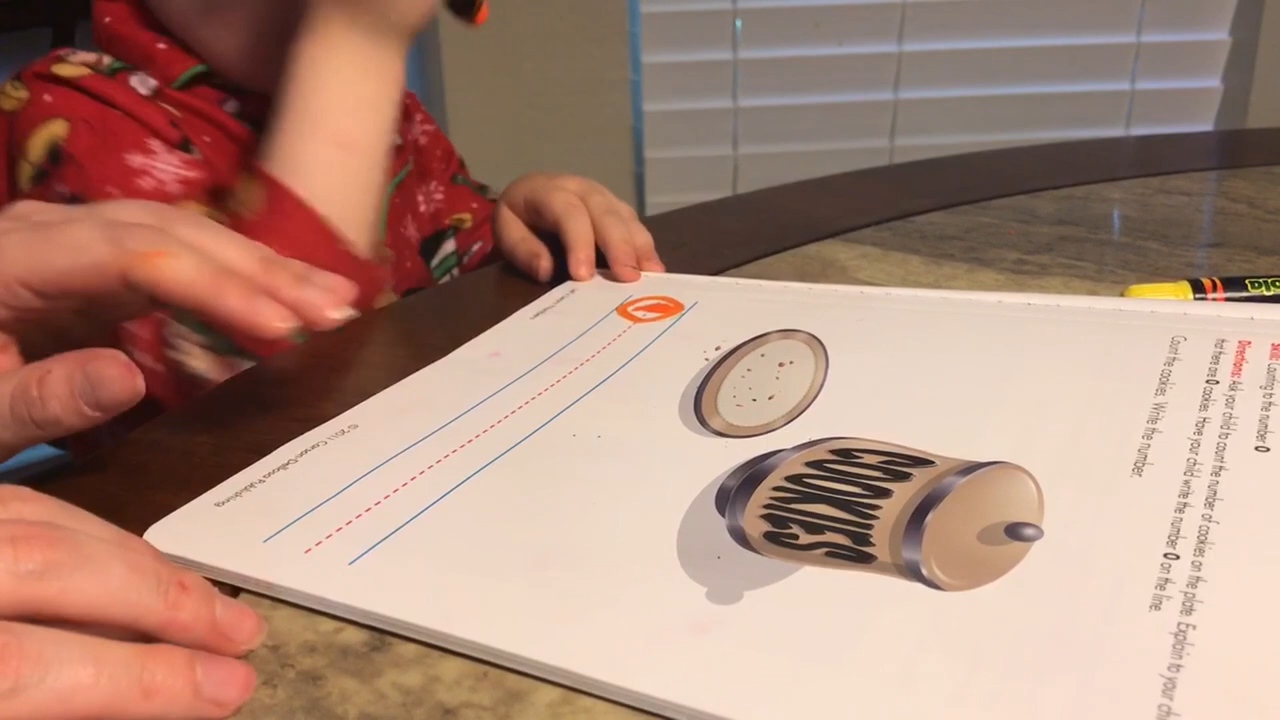 Skill: Learning to the number 0
Directions: Ask your child to count the number of cookies on the plate. Explain to your
that there are 0 cookies. Have your child write the number 0 on the line.
Count the cookies. Write the number.
COOKIES
© 2011 Carson-Dellosa Publishing